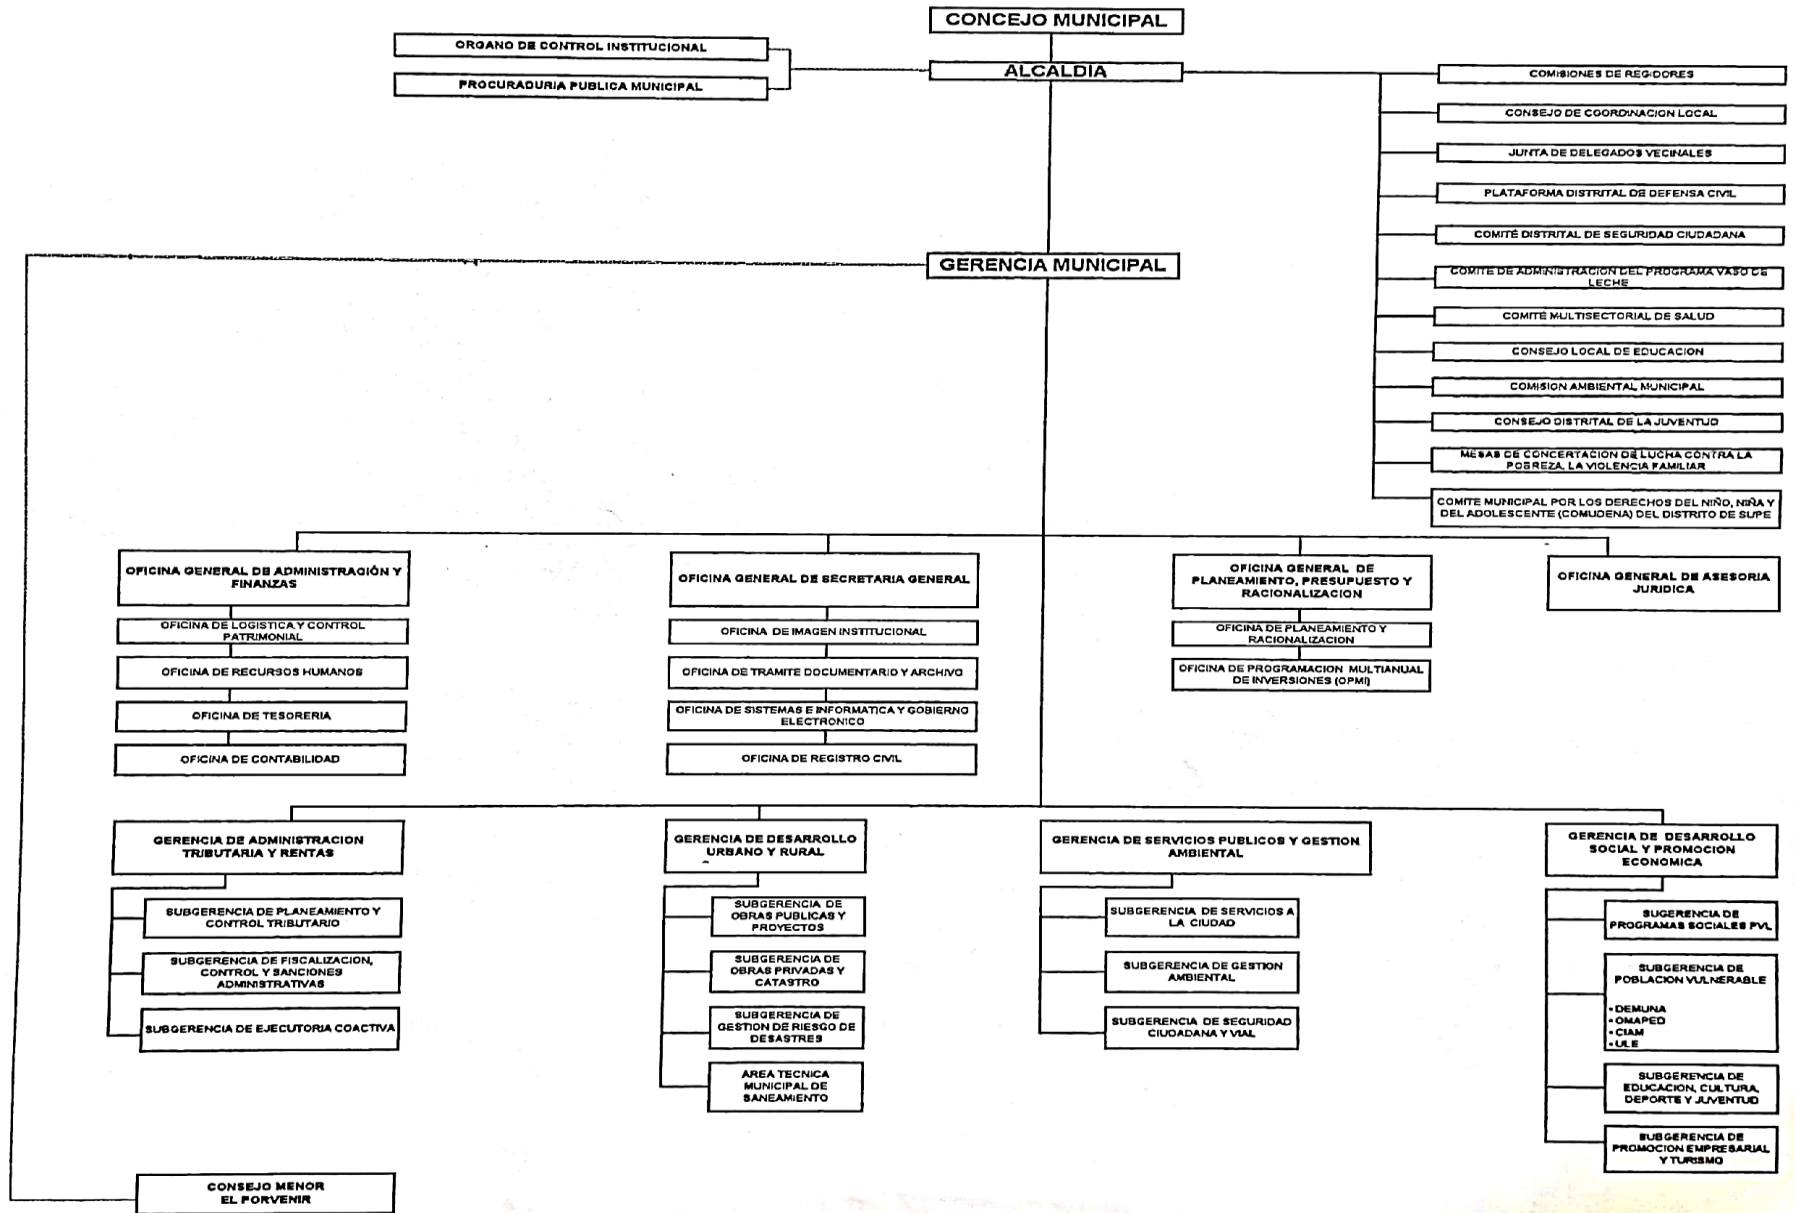 CONCEJO MUNICIPAL
ORGANO DE CONTROL INSTITUCIONAL
PROCURADURIA PUBLICA MUNICIPAL
ALCALDIA
COMISIONES DE REGIDORES
CONSEJO DE COORDINACION LOCAL
JUNTA DE DELEGADOS VECINALES
PLATAFORMA DISTRITAL DE DEFENSA CIVIL
COMITÉ DISTRITAL DE SEGURIDAD CIUDADANA
COMITE DE ADMINISTRACION DEL PROGRAMA VASO DE
LECHE
COMITÉ MULTISECTORIAL DE SALUD
CONSEJO LOCAL DE EDUCACION
COMISION AMBIENTAL MUNICIPAL
CONSEJO DISTRITAL DE LA JUVENTUD
MESAS DE CONCERTACION DE LUCHA CONTRA LA
POBREZA, LA VIOLENCIA FAMILIAR
COMITE MUNICIPAL POR LOS DERECHOS DEL NIÑO, NIÑA Y
DEL ADOLESCENTE (COMUDENA) DEL DISTRITO DE SUPE
GERENCIA MUNICIPAL
OFICINA GENERAL DE ADMINISTRACIÓN Y
FINANZAS
OFICINA DE LOGISTICA Y CONTROL
PATRIMONIAL
OFICINA DE RECURSOS HUMANOS
OFICINA DE TESORERIA
OFICINA DE CONTABILIDAD
OFICINA GENERAL DE SECRETARIA GENERAL
OFICINA DE IMAGEN INSTITUCIONAL
OFICINA DE TRAMITE DOCUMENTARIO Y ARCHIVO
OFICINA DE SISTEMAS E INFORMATICA Y GOBIERNO
ELECTRONICO
OFICINA DE REGISTRO CIVIL
OFICINA GENERAL DE
PLANEAMIENTO, PRESUPUESTO Y
RACIONALIZACION
OFICINA DE PLANEAMIENTO Y
RACIONALIZACION
OFICINA DE PROGRAMACION MULTIANUAL
DE INVERSIONES (OPMI)
OFICINA GENERAL DE ASESORIA
JURIDICA
GERENCIA DE ADMINISTRACION
TRIBUTARIA Y RENTAS
SUBGERENCIA DE PLANEAMIENTO Y
CONTROL TRIBUTARIO
SUBGERENCIA DE FISCALIZACION,
CONTROL Y SANCIONES
ADMINISTRATIVAS
SUBGERENCIA DE EJECUTORIA COACTIVA
GERENCIA DE DESARROLLO
URBANO Y RURAL
SUBGERENCIA DE
OBRAS PUBLICAS Y
PROYECTOS
SUBGERENCIA DE
OBRAS PRIVADAS Y
CATASTRO
SUBGERENCIA DE
GESTION DE RIESGO DE
DESASTRES
AREA TECNICA
MUNICIPAL DE
SANEAMIENTO
GERENCIA DE SERVICIOS PUBLICOS Y GESTION
AMBIENTAL
SUBGERENCIA DE SERVICIOS A
LA CIUDAD
SUBGERENCIA DE GESTION
AMBIENTAL
SUBGERENCIA DE SEGURIDAD
CIUDADANA Y VIAL
GERENCIA DE DESARROLLO
SOCIAL Y PROMOCION
ECONOMICA
SUGERENCIA DE
PROGRAMAS SOCIALES PVL
SUBGERENCIA DE
POBLACION VULNERABLE
• DEMUNA
• OMAPED
• CIAM
• ULE
SUBGERENCIA DE
EDUCACION, CULTURA,
DEPORTE Y JUVENTUD
SUBGERENCIA DE
PROMOCION EMPRESARIAL
Y TURISMO
CONSEJO MENOR
EL PORVENIR